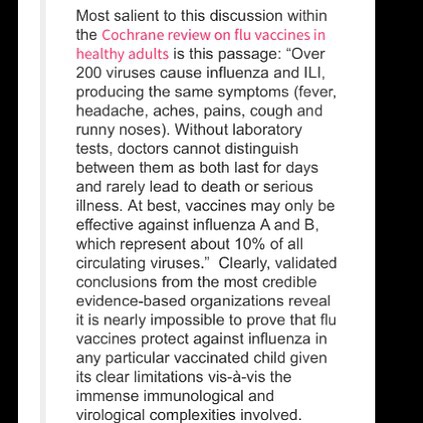 Most salient to this discussion within
the Cochrane review on flu vaccines in
healthy adults is this passage: “Over
200 viruses cause influenza and ILI,
producing the same symptoms (fever,
headache, aches, pains, cough and
runny noses). Without laboratory
tests, doctors cannot distinguish
between them as both last for days
and rarely lead to death or serious
illness. At best, vaccines may only be
effective against influenza A and B,
which represent about 10% of all
circulating viruses.”  Clearly, validated
conclusions from the most credible
evidence-based organizations reveal
it is nearly impossible to prove that flu
vaccines protect against influenza in
any particular vaccinated child given
its clear limitations vis-à-vis the
immense immunological and
virological complexities involved.